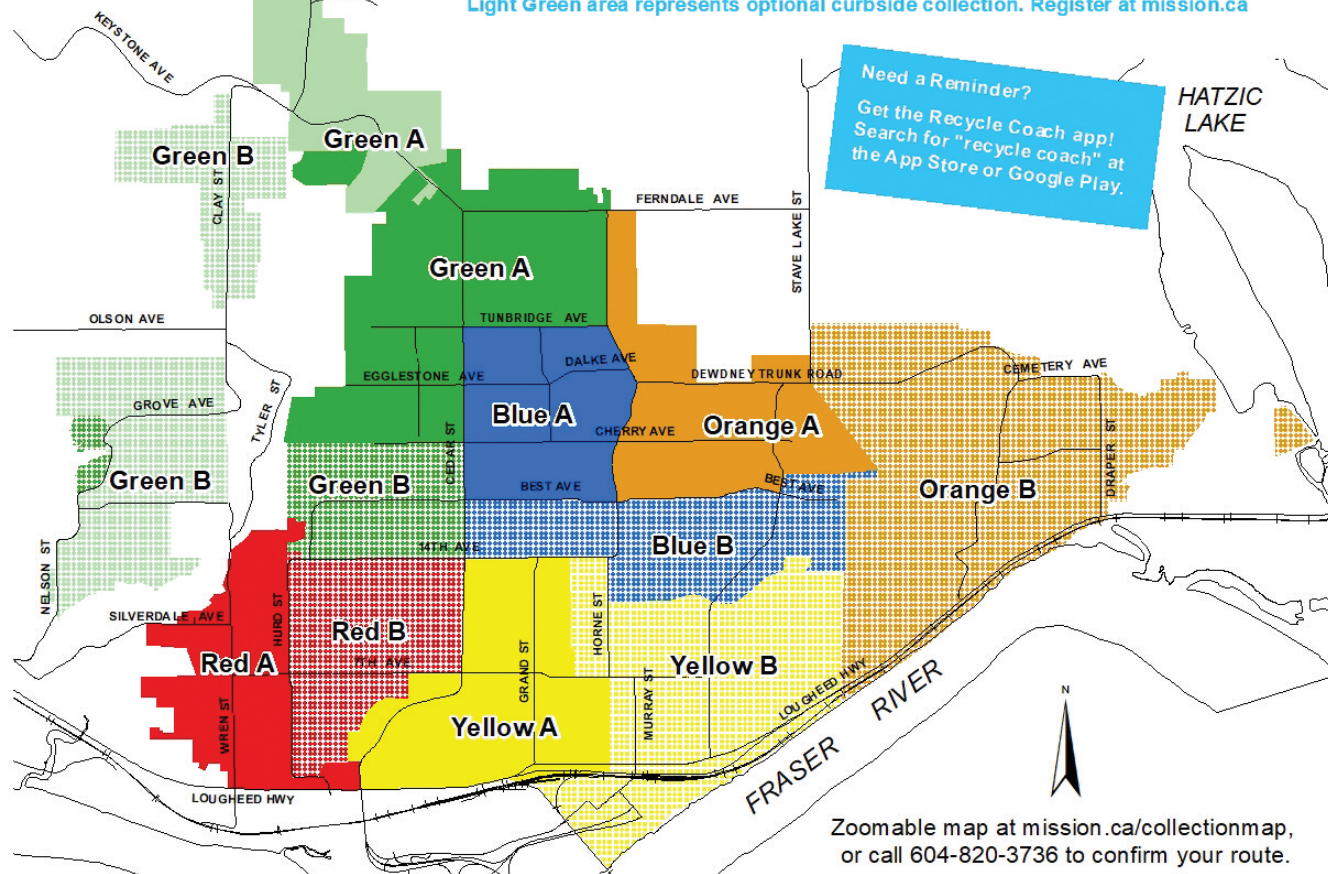 Light Green area represents optional curbside collection. Register at mission.ca
KEYSTONE AVE
Need a Reminder?
Get the Recycle Coach app!
Search for "recycle coach" at
the App Store or Google Play.
HATZIC
LAKE
Green A
Green B
CLAY ST
FERNDALE AVE
STAVE LAKE ST
Green A
OLSON AVE
TUNBRIDGE AVE
DALKE AVE
EGGLESTONE AVE
DEWDNEY TRUNK ROAD
CEMETERY AVE
GROVE AVE
TYLER ST
Blue A
CEDAR ST
CHERRY AVE
Orange A
DRAPER ST
Green B
Green B
BEST AVE
BEST AVE
Orange B
14TH AVE
Blue B
NELSON ST
SILVERDALE AVE
HURD ST
Red B
HORNE ST
Red A
7TH AVE
GRAND ST
Yellow B
WREN ST
Yellow A
MURRAY ST
LOUGHEED HWY
FRASER RIVER
N
LOUGHEED HWY
Zoomable map at mission.ca/collectionmap,
or call 604-820-3736 to confirm your route.